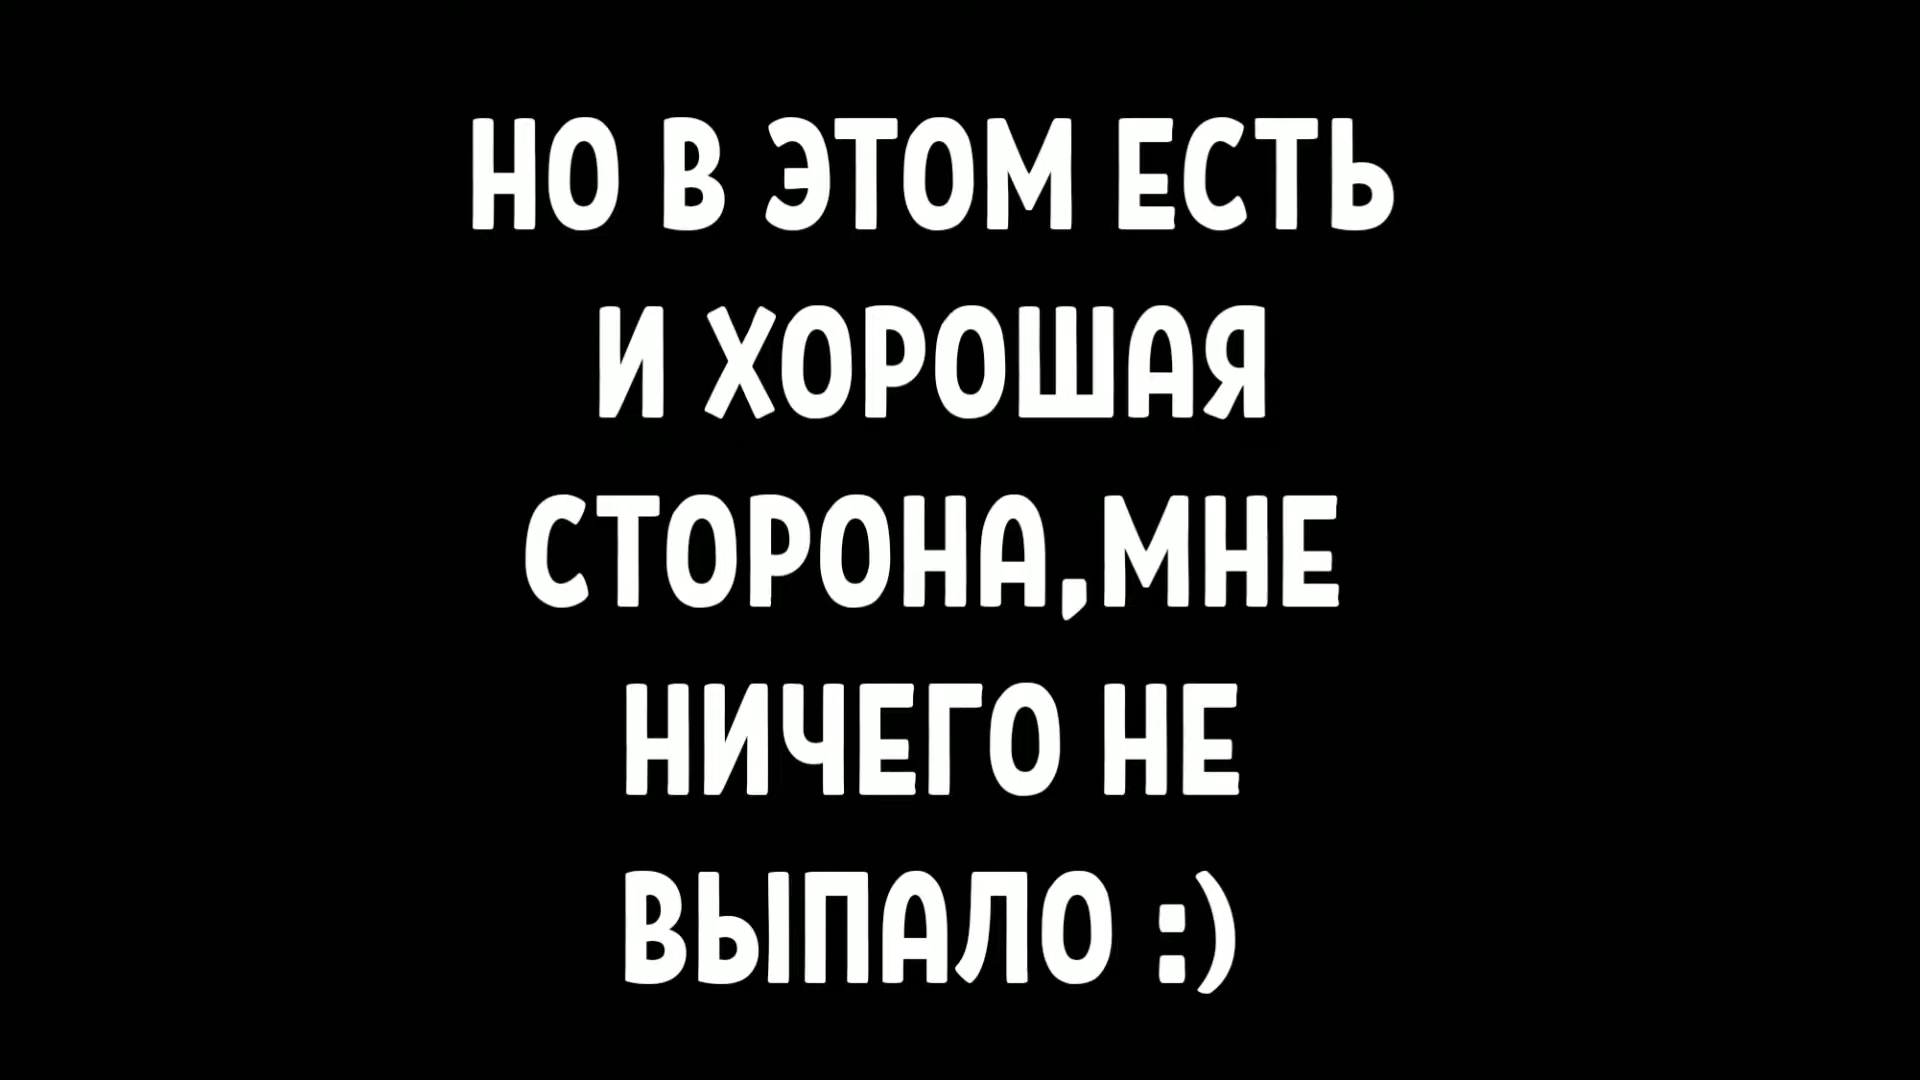 НО В ЭТОМ ЕСТЬ
И ХОРОШАЯ
СТОРОНА,МНЕ
НИЧЕГО НЕ
ВЫПАЛО :)